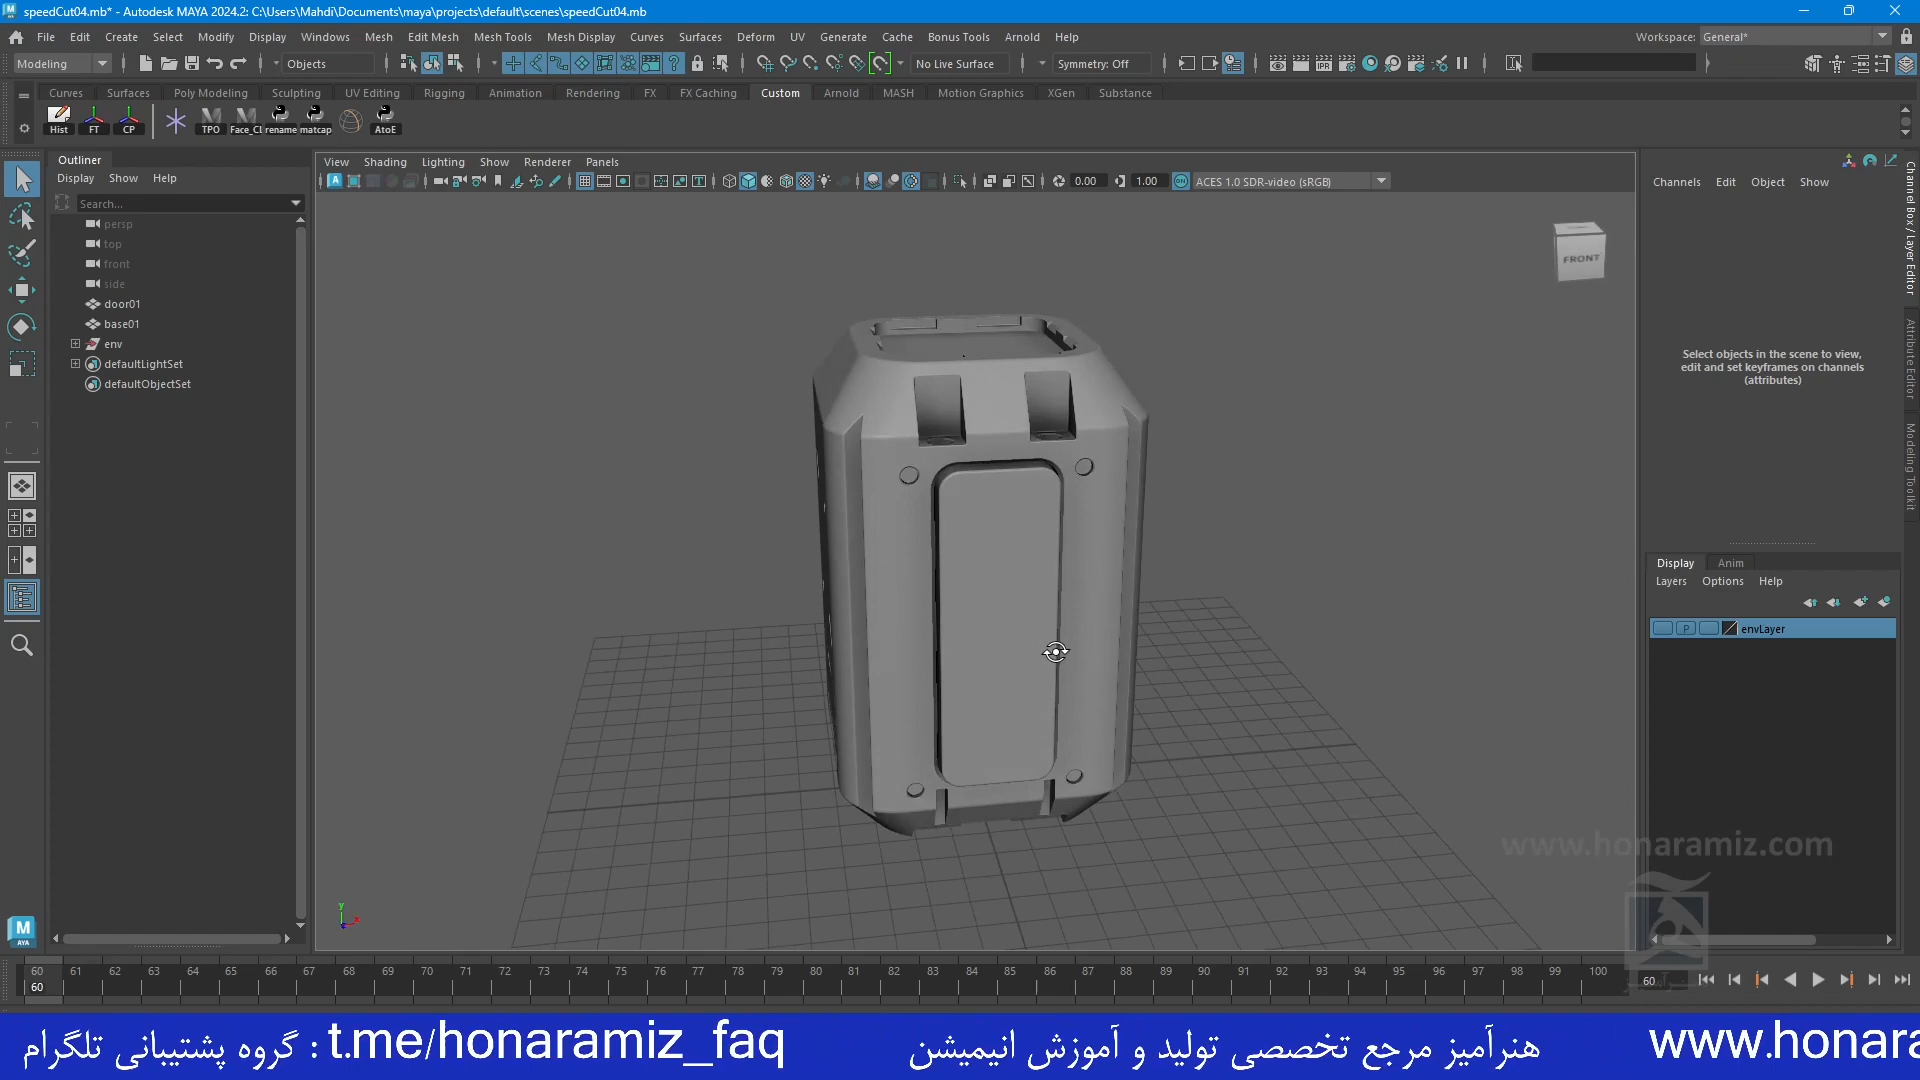 speedCut04.mb* - Autodesk MAYA 2024.2: C:\Users\Mahdi\Documents\maya\projects\default\scenes\speedCut04.mb
File Edit Create Select Modify Display Windows Mesh Edit Mesh Mesh Tools Mesh Display Curves Surfaces Deform UV Generate Cache Bonus Tools Arnold Help
Workspace: General*
Modeling Objects No Live Surface Symmetry: Off
Curves Surfaces Poly Modeling Sculpting UV Editing Rigging Animation Rendering FX FX Caching Custom Arnold MASH Motion Graphics XGen Substance
Hist FT CP TPO Face_Cl rename matcap AtoE
Outliner
Display Show Help
Search...
persp
top
front
side
door01
base01
env
defaultLightSet
defaultObjectSet
View Shading Lighting Show Renderer Panels
0.00 1.00 ACES 1.0 SDR-video (sRGB)
FRONT
y
x
Channels Edit Object Show
Select objects in the scene to view,
edit and set keyframes on channels
(attributes)
Channel Box / Layer Editor
Attribute Editor
Modeling Toolkit
Display Anim
Layers Options Help
P envLayer
www.honaramiz.com
60 61 62 63 64 65 66 67 68 69 70 71 72 73 74 75 76 77 78 79 80 81 82 83 84 85 86 87 88 89 90 91 92 93 94 95 96 97 98 99 100
60
60
M
AYA
گروه پشتیبانی تلگرام : t.me/honaramiz_faq
هنرآمیز مرجع تخصصی تولید و آموزش انیمیشن
www.honara